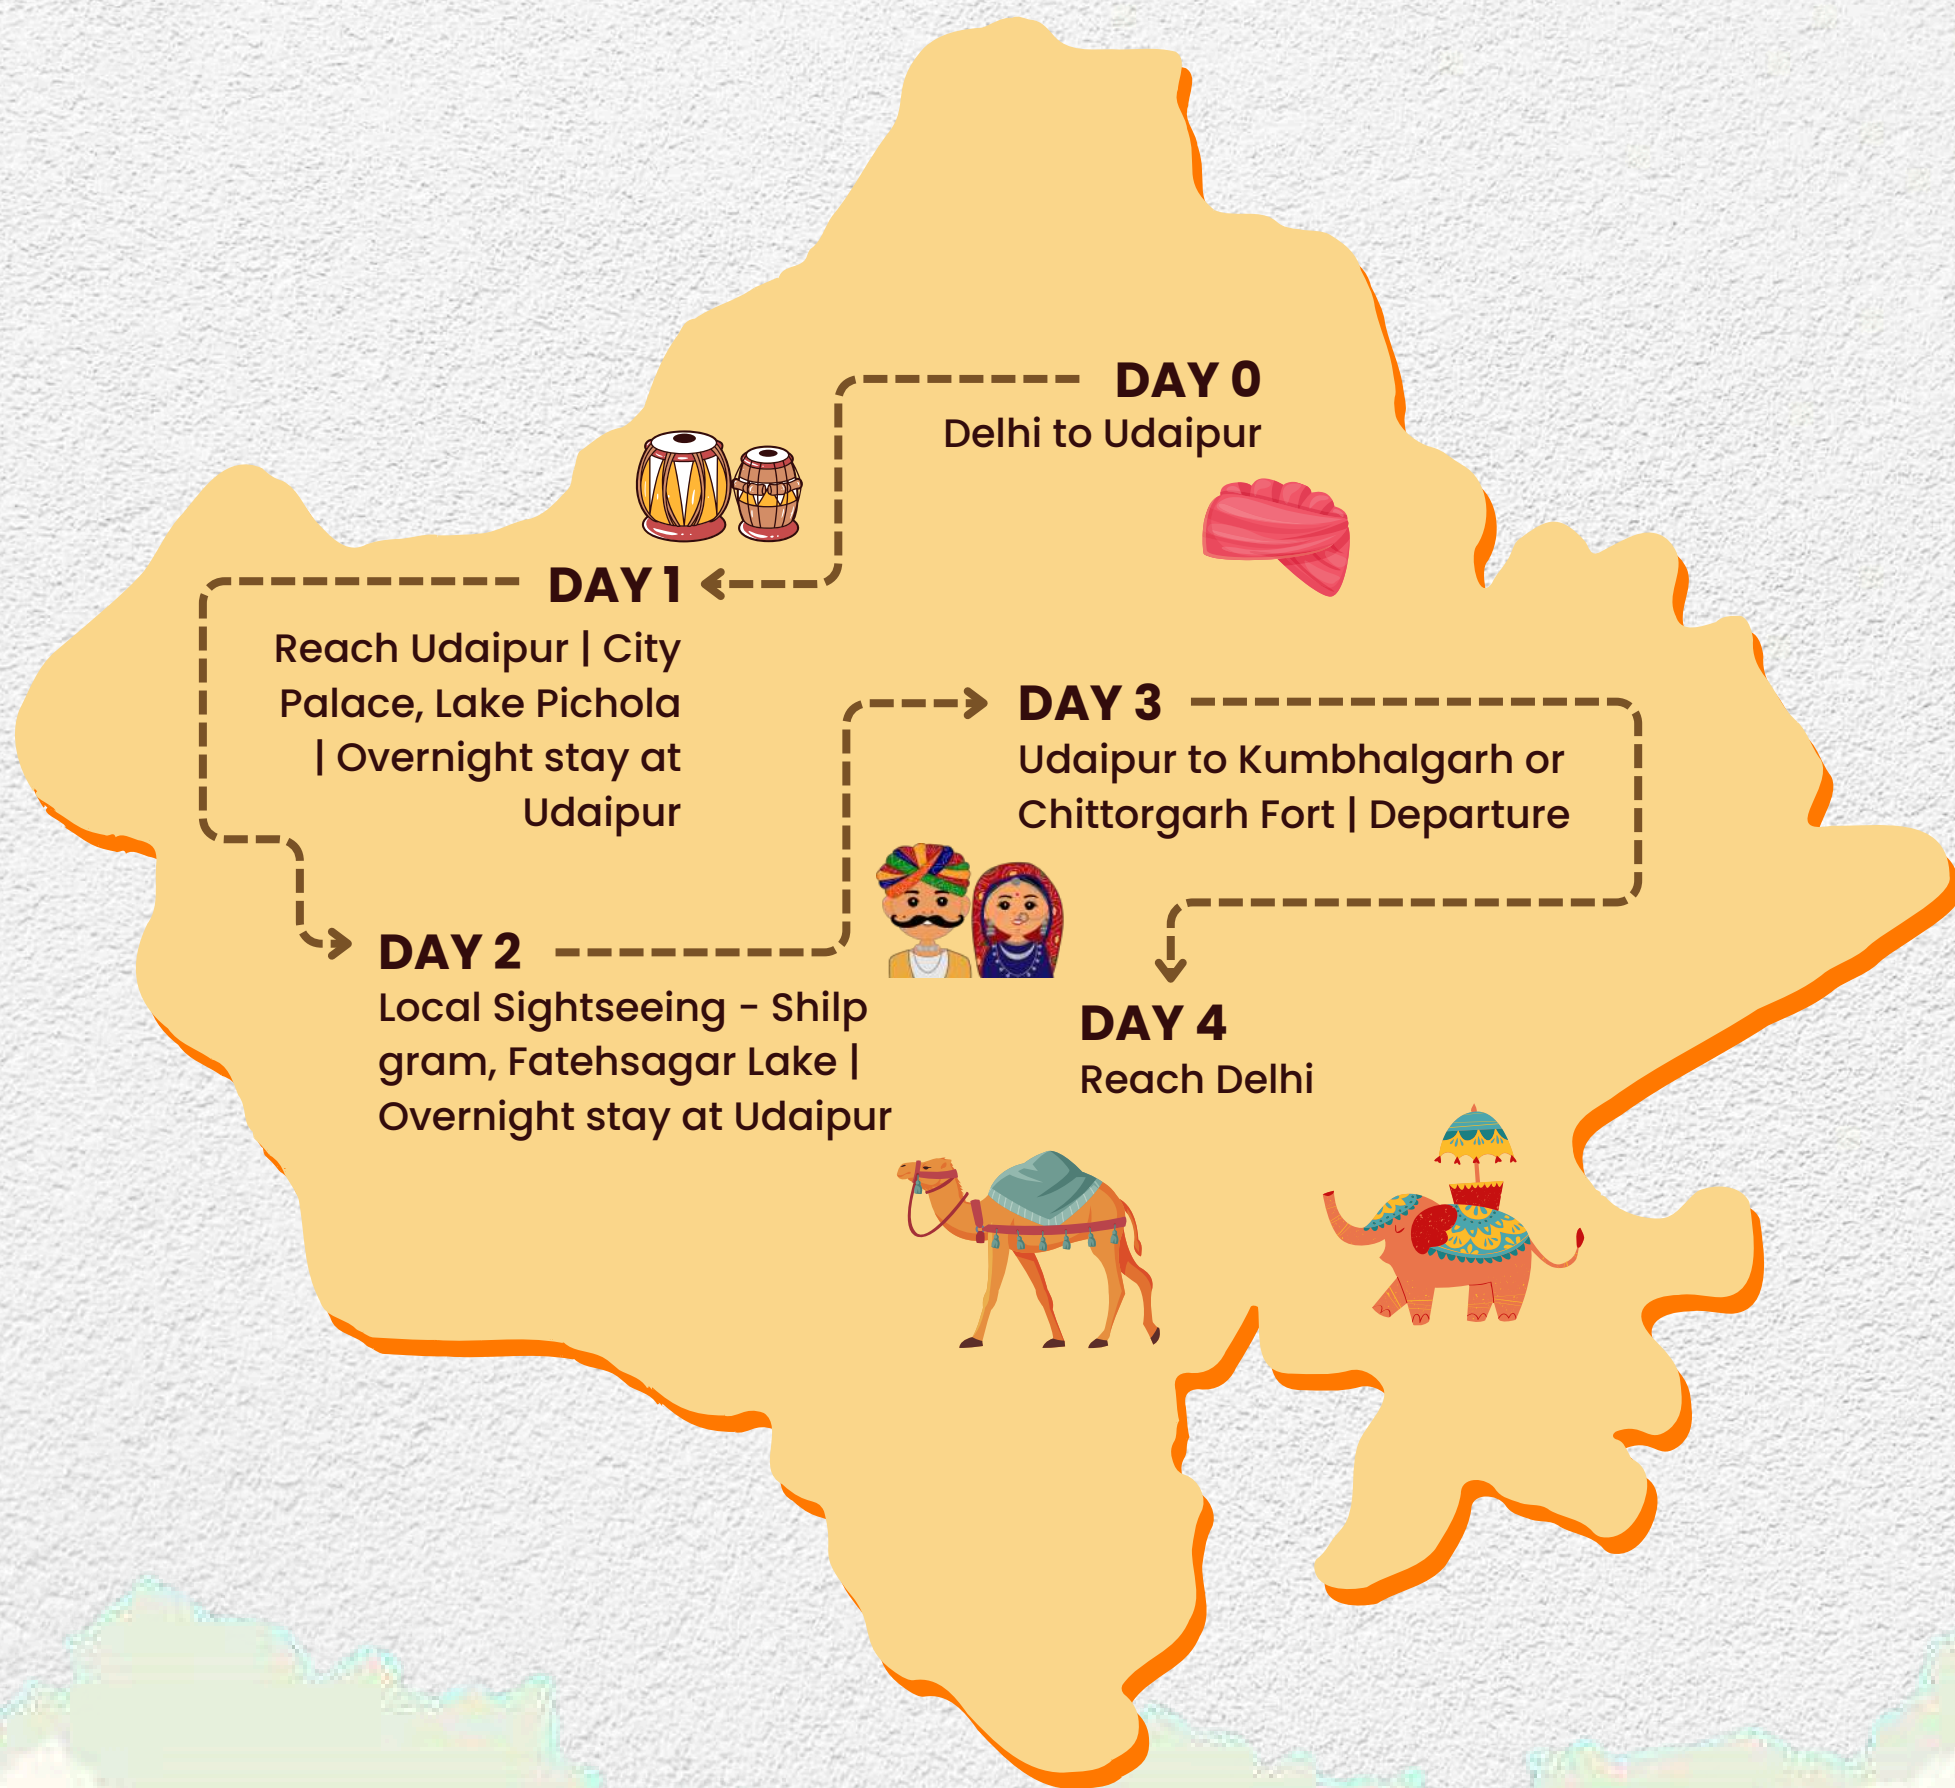 DAY 0
Delhi to Udaipur
DAY 1
Reach Udaipur | City
Palace, Lake Pichola
| Overnight stay at
Udaipur
DAY 2
Local Sightseeing - Shilp
gram, Fatehsagar Lake |
Overnight stay at Udaipur
DAY 3
Udaipur to Kumbhalgarh or
Chittorgarh Fort | Departure
DAY 4
Reach Delhi